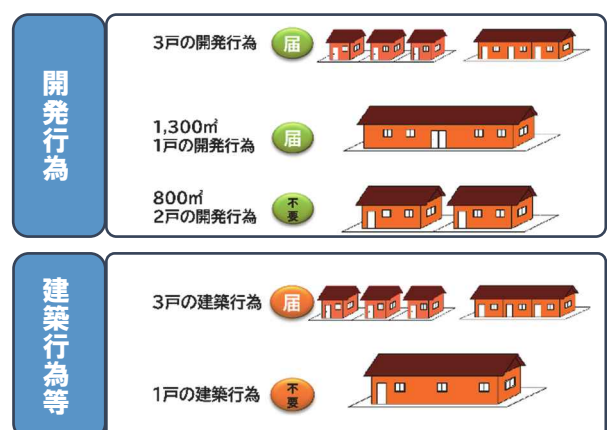 開発行為
3戸の開発行為
届
1,300㎡
1戸の開発行為
届
800㎡
2戸の開発行為
不要
建築行為等
3戸の建築行為
届
1戸の建築行為
不要